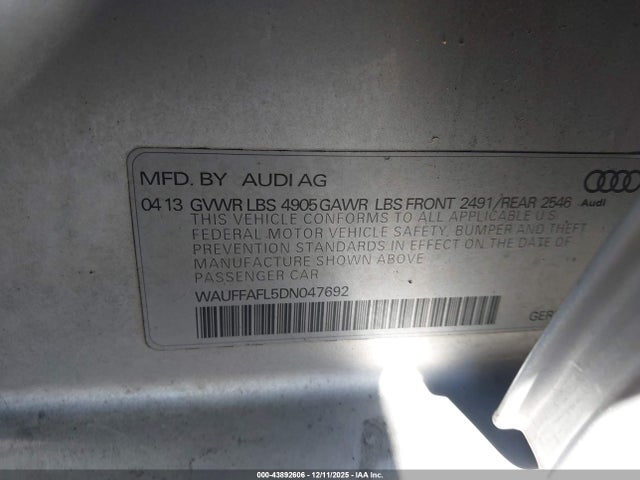 MFD. BY AUDI AG
04 13 GVWR LBS 4905 GAWR LBS FRONT 2491/REAR 2546
Audi
THIS VEHICLE CONFORMS TO ALL APPLICABLE U.S.
FEDERAL MOTOR VEHICLE SAFETY, BUMPER AND THEFT
PREVENTION STANDARDS IN EFFECT ON THE DATE OF
MANUFACTURE SHOWN ABOVE
PASSENGER CAR
WAUFFAFL5DN047692
000-43892606 - 12/11/2025 - IAA Inc.